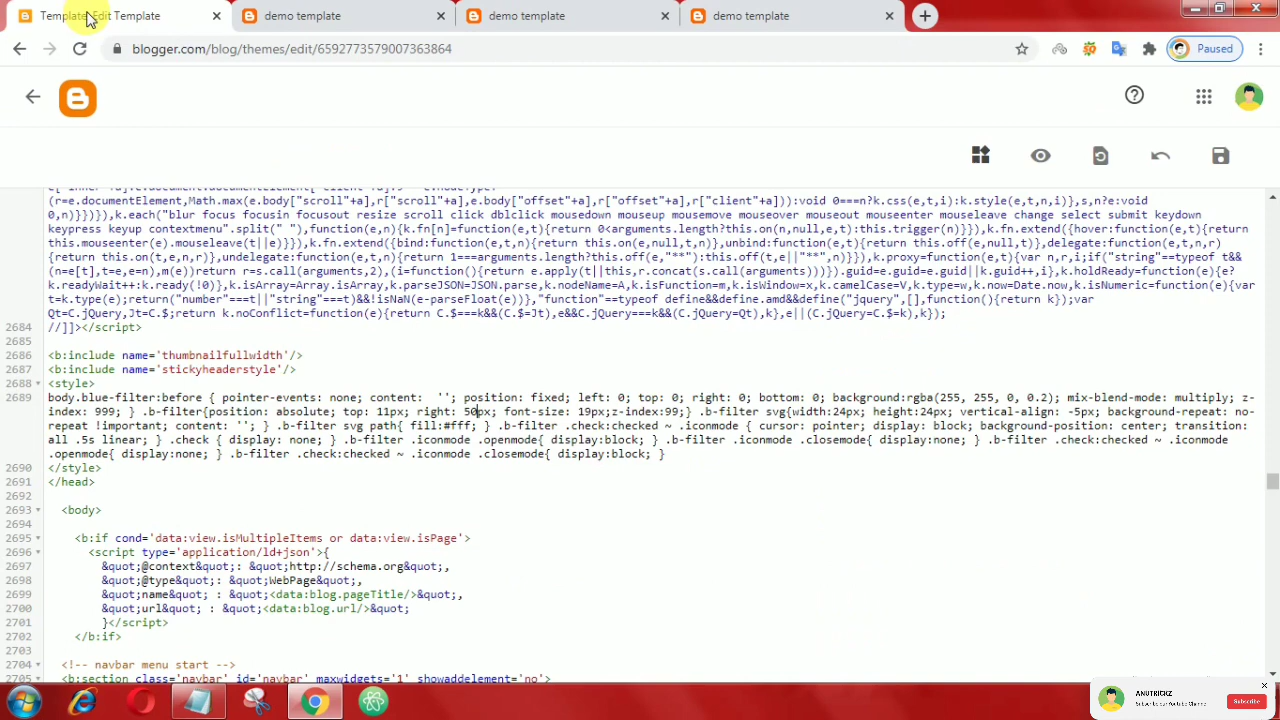 Template: Edit Template
demo template
demo template
demo template
blogger.com/blog/themes/edit/6592773579007363864
Paused
(r=e.documentElement,Math.max(e.body["scroll"+a],r["scroll"+a],e.body["offset"+a],r["offset"+a],r["client"+a])):void 0===n?k.css(e,t,i):k.style(e,t,n,i)},s,n?e:void
0,n)}})}),k.each("blur focus focusin focusout resize scroll click dblclick mousedown mouseup mousemove mouseover mouseout mouseenter mouseleave change select submit keydown
keypress keyup contextmenu".split(" "),function(e,n){k.fn[n]=function(e,t){return 0<arguments.length?this.on(n,null,e,t):this.trigger(n)}}),k.fn.extend({hover:function(e,t){return
this.mouseenter(e).mouseleave(t||e)}}),k.fn.extend({bind:function(e,t,n){return this.on(e,null,t,n)},unbind:function(e,t){return this.off(e,null,t)},delegate:function(e,t,n,r)
{return this.on(t,e,n,r)},undelegate:function(e,t,n){return 1===arguments.length?this.off(e,"**"):this.off(t,e||"**",n)}}),k.proxy=function(e,t){var n,r,i;if("string"==typeof t&&
(n=e[t],t=e,e=n),m(e))return r=s.call(arguments,2),(i=function(){return e.apply(t||this,r.concat(s.call(arguments)))}).guid=e.guid=e.guid||k.guid++,i},k.holdReady=function(e){e?
k.readyWait++:k.ready(!0)},k.isArray=Array.isArray,k.parseJSON=JSON.parse,k.nodeName=A,k.isFunction=m,k.isWindow=x,k.camelCase=V,k.type=w,k.now=Date.now,k.isNumeric=function(e){var
t=k.type(e);return("number"===t||"string"===t)&&!isNaN(e-parseFloat(e))},"function"==typeof define&&define.amd&&define("jquery",[],function(){return k});var
Qt=C.jQuery,Jt=C.$;return k.noConflict=function(e){return C.$===k&&(C.$=Jt),e&&C.jQuery===k&&(C.jQuery=Qt),k},e||(C.jQuery=C.$=k),k});
2684 //]]></script>
2685
2686 <b:include name='thumbnailfullwidth'/>
2687 <b:include name='stickyheaderstyle'/>
2688 <style>
2689 body.blue-filter:before { pointer-events: none; content:  ''; position: fixed; left: 0; top: 0; right: 0; bottom: 0; background:rgba(255, 255, 0, 0.2); mix-blend-mode: multiply; z-
index: 999; } .b-filter{position: absolute; top: 11px; right: 50px; font-size: 19px;z-index:99;} .b-filter svg{width:24px; height:24px; vertical-align: -5px; background-repeat: no-
repeat !important; content: ''; } .b-filter svg path{ fill:#fff; } .b-filter .check:checked ~ .iconmode { cursor: pointer; display: block; background-position: center; transition:
all .5s linear; } .check { display: none; } .b-filter .iconmode .openmode{ display:block; } .b-filter .iconmode .closemode{ display:none; } .b-filter .check:checked ~ .iconmode
.openmode{ display:none; } .b-filter .check:checked ~ .iconmode .closemode{ display:block; }
2690 </style>
2691 </head>
2692
2693 <body>
2694
2695 <b:if cond='data:view.isMultipleItems or data:view.isPage'>
2696 <script type='application/ld+json'>{
2697 &quot;@context&quot;: &quot;http://schema.org&quot;,
2698 &quot;@type&quot;: &quot;WebPage&quot;,
2699 &quot;name&quot; : &quot;<data:blog.pageTitle/>&quot;,
2700 &quot;url&quot; : &quot;<data:blog.url/>&quot;
2701 }</script>
2702 </b:if>
2703
2704 <!-- navbar menu start -->
2705 <b:section class='navbar' id='navbar' maxwidgets='1' showaddelement='no'>
ANUTRICKZ
Subscribe our Youtube Channel
Subscribe